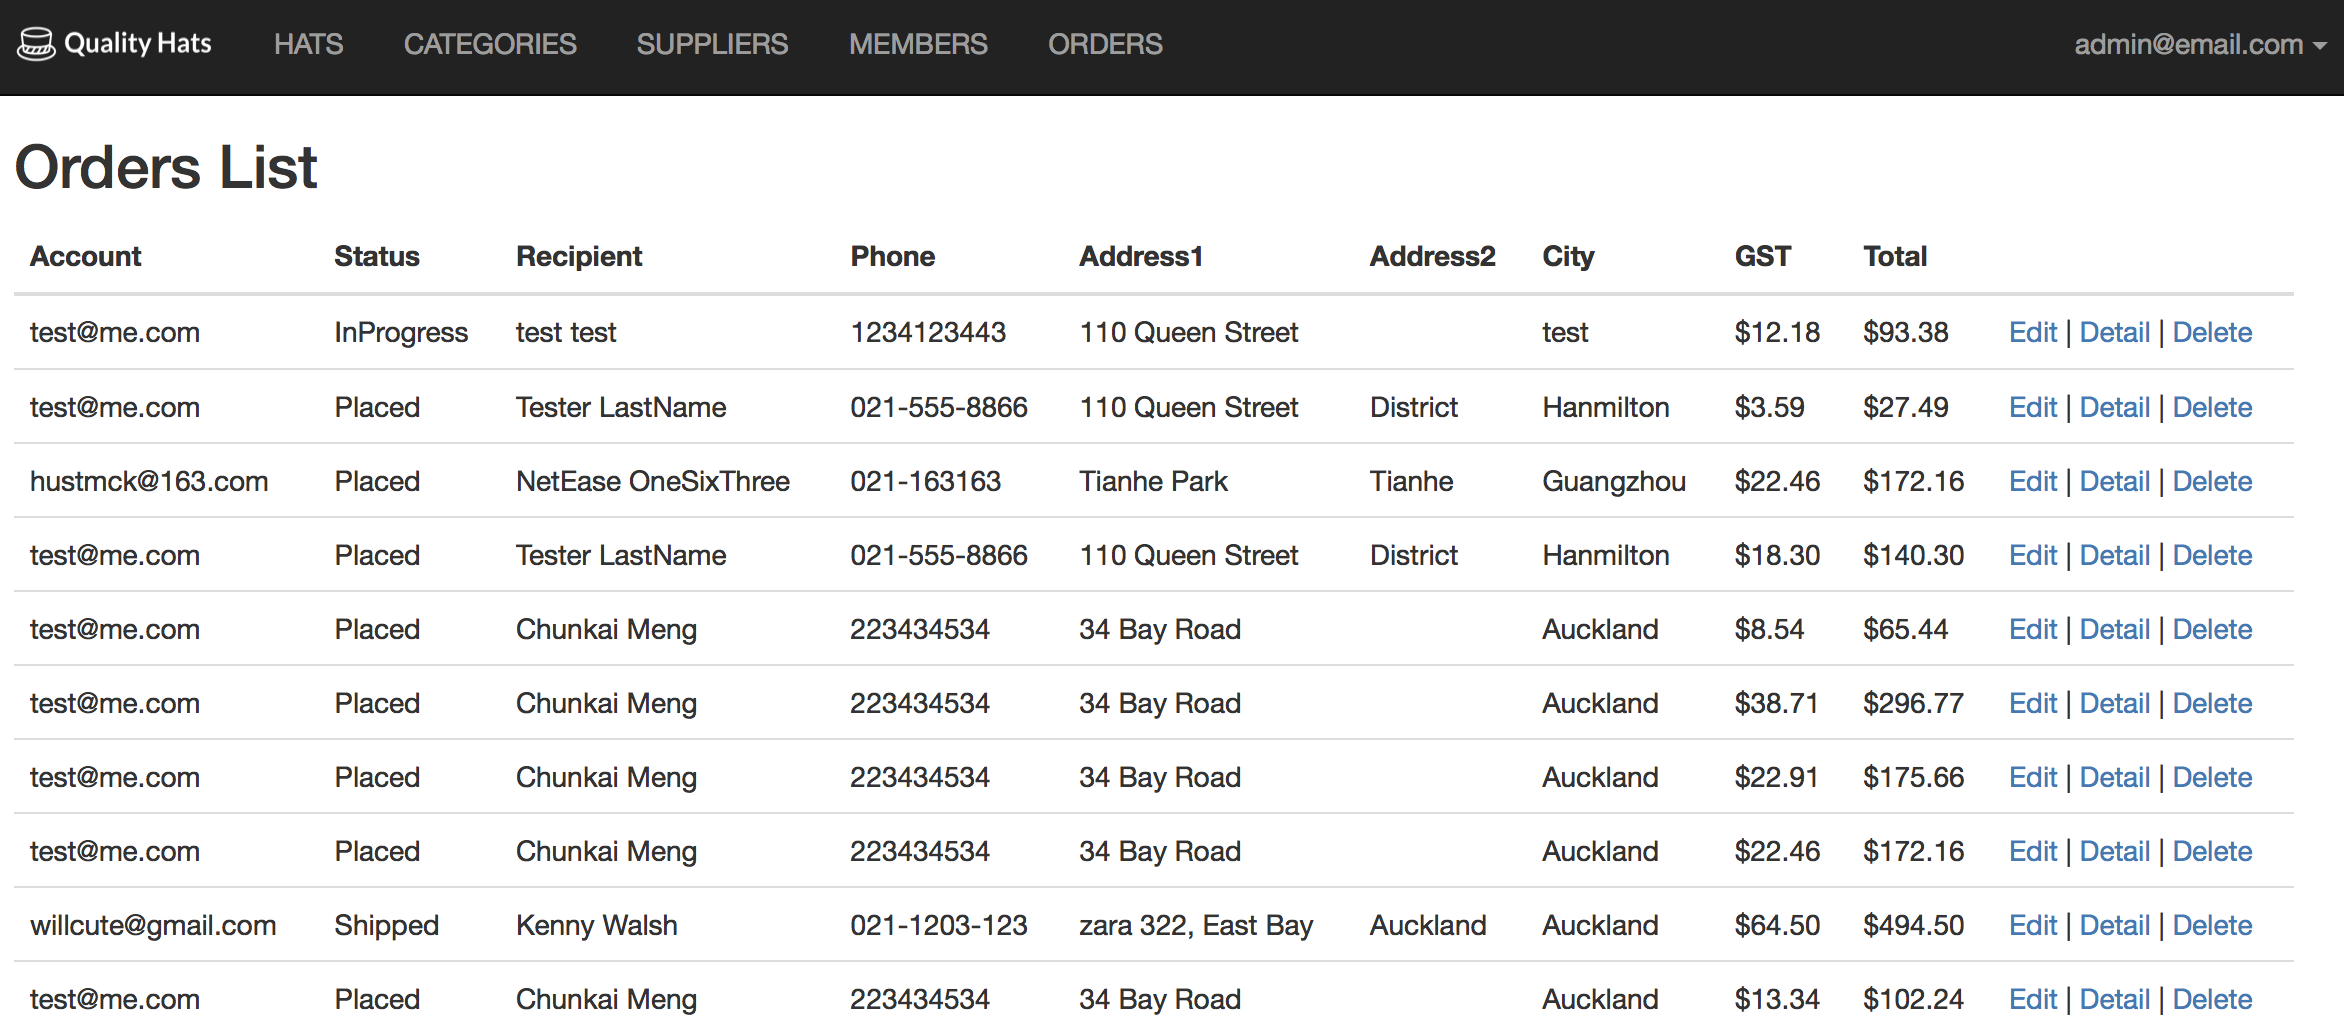 Quality Hats HATS CATEGORIES SUPPLIERS MEMBERS ORDERS admin@email.com
Orders List
Account Status Recipient Phone Address1 Address2 City GST Total
test@me.com InProgress test test 1234123443 110 Queen Street test $12.18 $93.38 Edit | Detail | Delete
test@me.com Placed Tester LastName 021-555-8866 110 Queen Street District Hanmilton $3.59 $27.49 Edit | Detail | Delete
hustmck@163.com Placed NetEase OneSixThree 021-163163 Tianhe Park Tianhe Guangzhou $22.46 $172.16 Edit | Detail | Delete
test@me.com Placed Tester LastName 021-555-8866 110 Queen Street District Hanmilton $18.30 $140.30 Edit | Detail | Delete
test@me.com Placed Chunkai Meng 223434534 34 Bay Road Auckland $8.54 $65.44 Edit | Detail | Delete
test@me.com Placed Chunkai Meng 223434534 34 Bay Road Auckland $38.71 $296.77 Edit | Detail | Delete
test@me.com Placed Chunkai Meng 223434534 34 Bay Road Auckland $22.91 $175.66 Edit | Detail | Delete
test@me.com Placed Chunkai Meng 223434534 34 Bay Road Auckland $22.46 $172.16 Edit | Detail | Delete
willcute@gmail.com Shipped Kenny Walsh 021-1203-123 zara 322, East Bay Auckland Auckland $64.50 $494.50 Edit | Detail | Delete
test@me.com Placed Chunkai Meng 223434534 34 Bay Road Auckland $13.34 $102.24 Edit | Detail | Delete